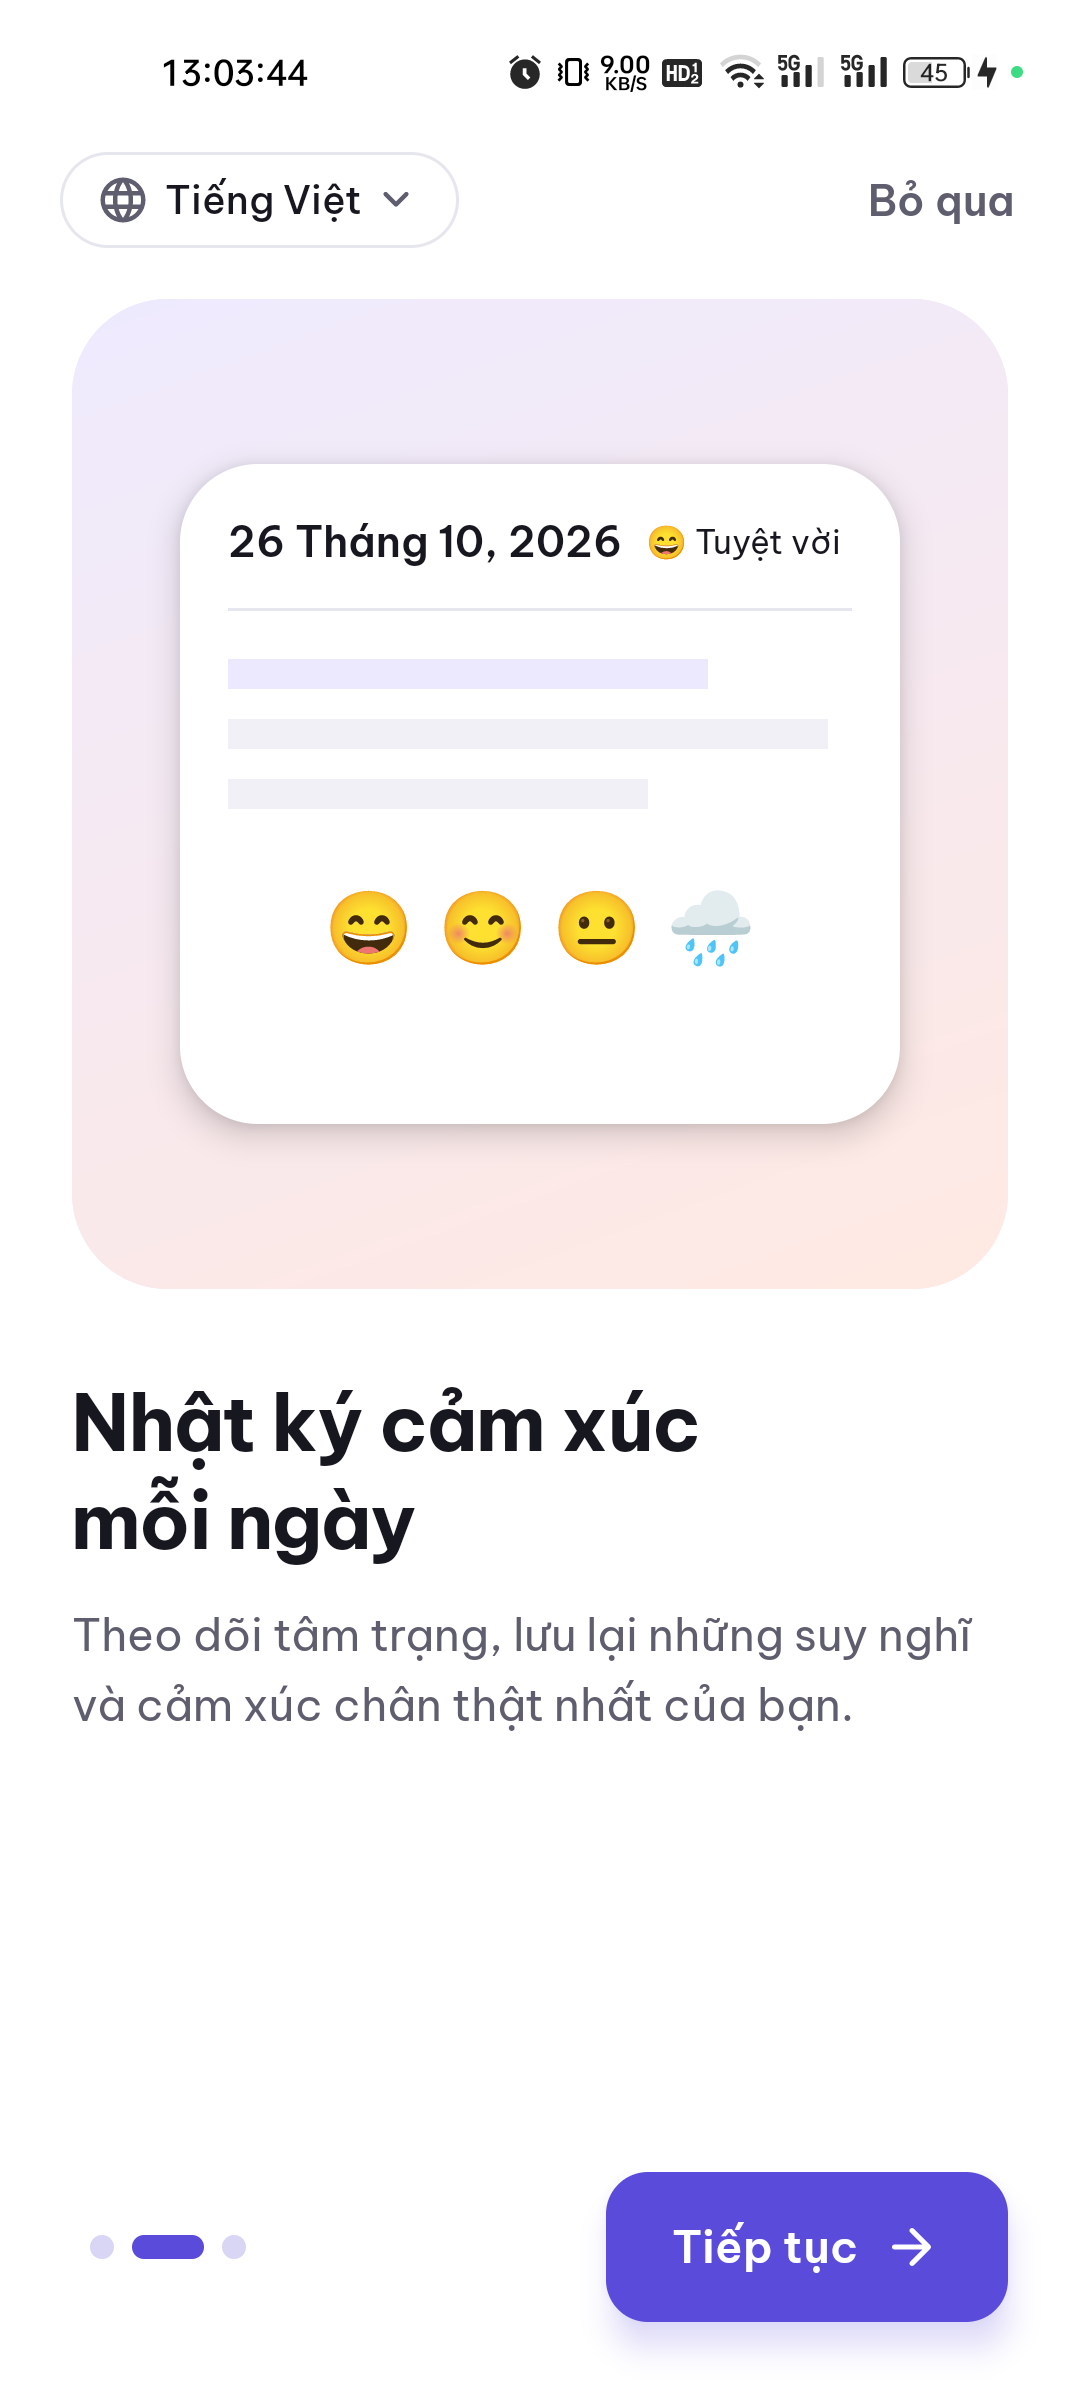 13:03:44
9.00 KB/S HD 1 2 5G 5G 45
Tiếng Việt
Bỏ qua
26 Tháng 10, 2026 😄 Tuyệt vời
Nhật ký cảm xúc
mỗi ngày
Theo dõi tâm trạng, lưu lại những suy nghĩ
và cảm xúc chân thật nhất của bạn.
Tiếp tục